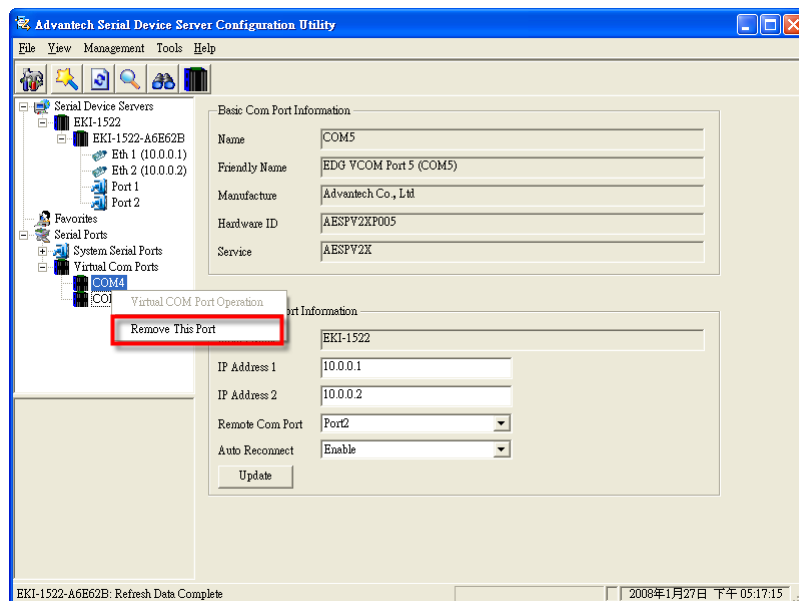 Advantech Serial Device Server Configuration Utility
File View Management Tools Help
Serial Device Servers
EKI-1522
EKI-1522-A6E62B
Eth 1 (10.0.0.1)
Eth 2 (10.0.0.2)
Port 1
Port 2
Favorites
Serial Ports
System Serial Ports
Virtual Com Ports
COM4
Virtual COM Port Operation
Remove This Port
Basic Com Port Information
Name COM5
Friendly Name EDG VCOM Port 5 (COM5)
Manufacture Advantech Co., Ltd
Hardware ID AESPV2XP005
Service AESPV2X
Information
EKI-1522
IP Address 1 10.0.0.1
IP Address 2 10.0.0.2
Remote Com Port Port2
Auto Reconnect Enable
Update
EKI-1522-A6E62B: Refresh Data Complete
2008年1月27日 下午 05:17:15